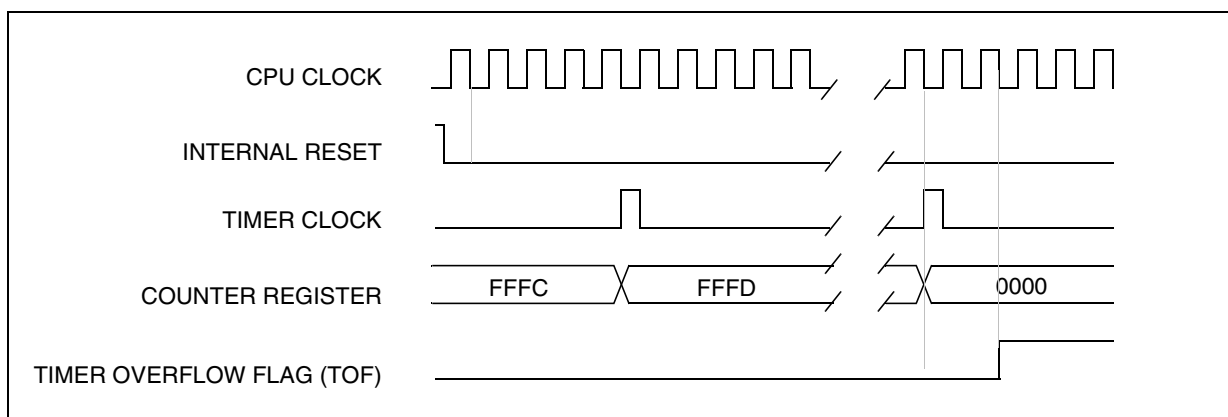 CPU CLOCK
INTERNAL RESET
TIMER CLOCK
COUNTER REGISTER
FFFC
FFFD
0000
TIMER OVERFLOW FLAG (TOF)